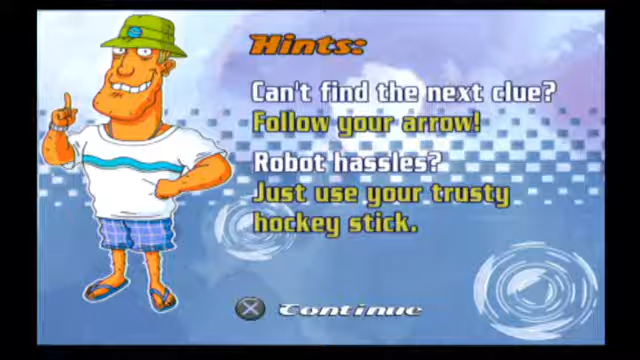 Hints:
Can't find the next clue?
Follow your arrow!
Robot hassles?
Just use your trusty
hockey stick.
Continue